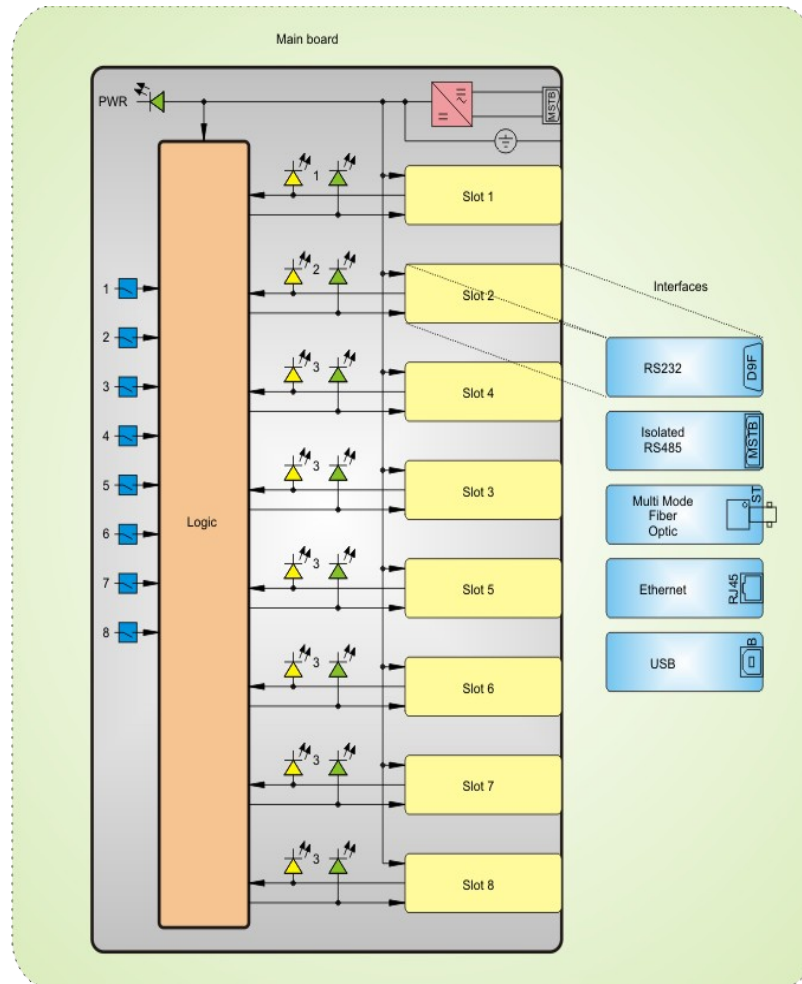 Main board
PWR
MSTB
1
Slot 1
2
Slot 2
Interfaces
1
RS232
D9F
2
3
Slot 4
3
Isolated
RS485
MSTB
4
3
Slot 3
5
Multi Mode
Fiber
Optic
ST
Logic
6
3
Slot 5
Ethernet
RJ45
7
8
3
Slot 6
USB
B
3
Slot 7
3
Slot 8